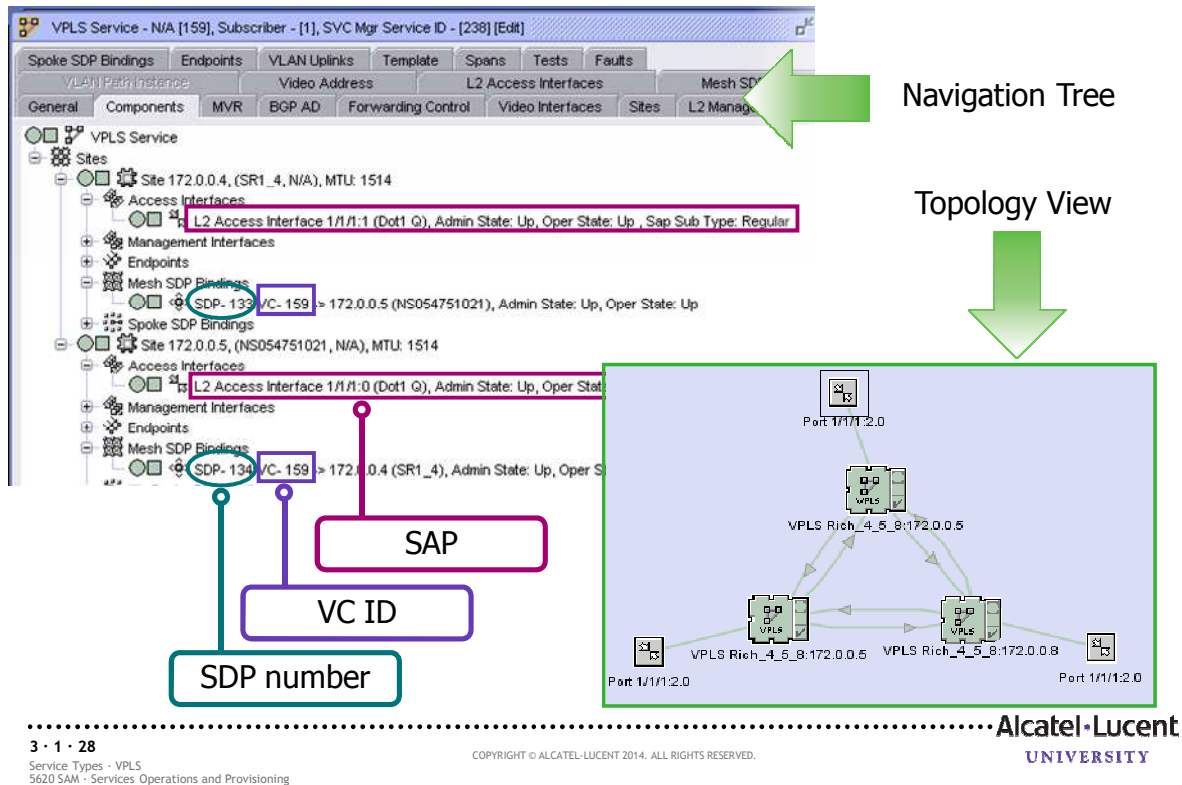 VPLS Service - N/A [159], Subscriber - [1], SVC Mgr Service ID - [238] [Edit]
Spoke SDP Bindings Endpoints VLAN Uplinks Template Spans Tests Faults
VLAN Path Instance Video Address L2 Access Interfaces Mesh SD
General Components MVR BGP AD Forwarding Control Video Interfaces Sites L2 Manag
Navigation Tree
VPLS Service
Sites
Site 172.0.0.4, (SR1_4, N/A), MTU: 1514
Access Interfaces
L2 Access Interface 1/1/1:1 (Dot1 Q), Admin State: Up, Oper State: Up , Sap Sub Type: Regular
Management Interfaces
Endpoints
Mesh SDP Bindings
SDP- 133 VC- 159 -> 172.0.0.5 (NS054751021), Admin State: Up, Oper State: Up
Spoke SDP Bindings
Site 172.0.0.5, (NS054751021, N/A), MTU: 1514
Access Interfaces
L2 Access Interface 1/1/1:0 (Dot1 Q), Admin State: Up, Oper Stat
Management Interfaces
Endpoints
Mesh SDP Bindings
SDP- 134 VC- 159 -> 172.0.0.4 (SR1_4), Admin State: Up, Oper S
Topology View
Port 1/1/1:2.0
VPLS
VPLS Rich_4_5_8:172.0.0.5
VPLS
VPLS
VPLS Rich_4_5_8:172.0.0.5
VPLS Rich_4_5_8:172.0.0.8
Port 1/1/1:2.0
Port 1/1/1:2.0
SAP
VC ID
SDP number
Alcatel-Lucent
UNIVERSITY
3 · 1 · 28
Service Types · VPLS
5620 SAM · Services Operations and Provisioning
COPYRIGHT © ALCATEL-LUCENT 2014. ALL RIGHTS RESERVED.